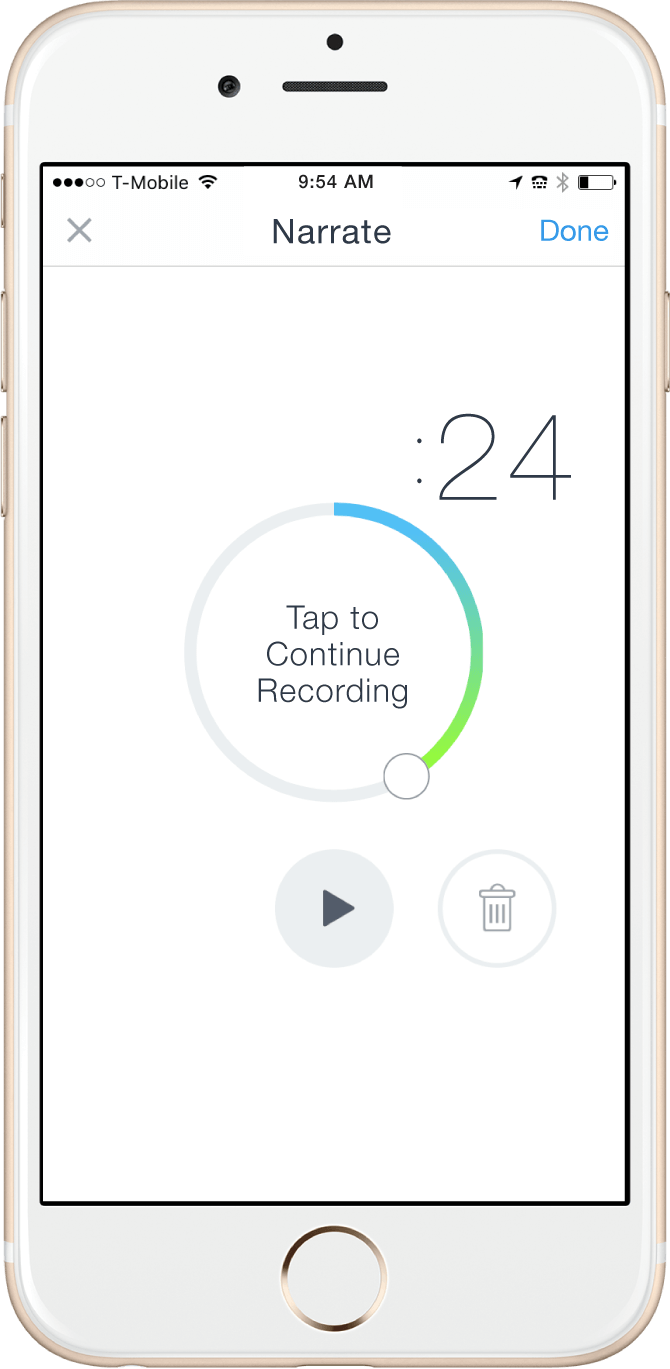 T-Mobile 9:54 AM
Narrate Done
:24
Tap to
Continue
Recording